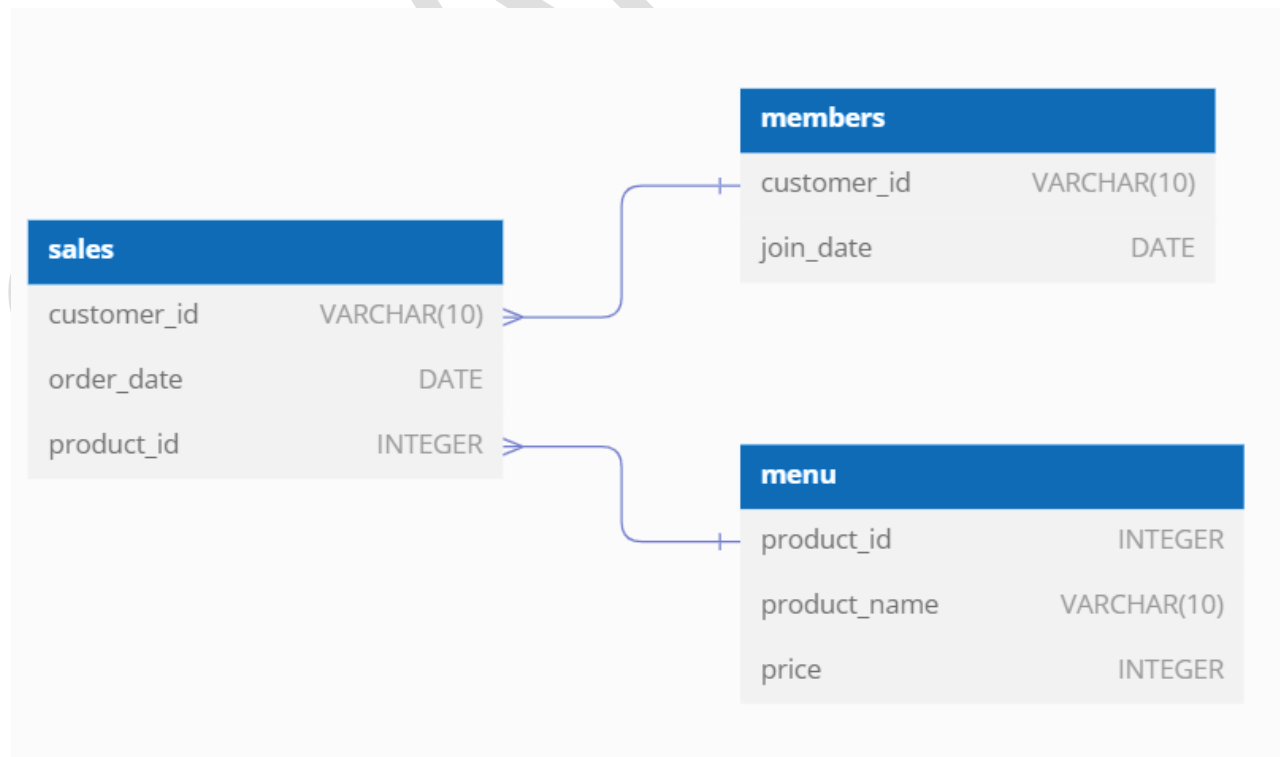 sales
customer_id VARCHAR(10)
order_date DATE
product_id INTEGER
members
customer_id VARCHAR(10)
join_date DATE
menu
product_id INTEGER
product_name VARCHAR(10)
price INTEGER